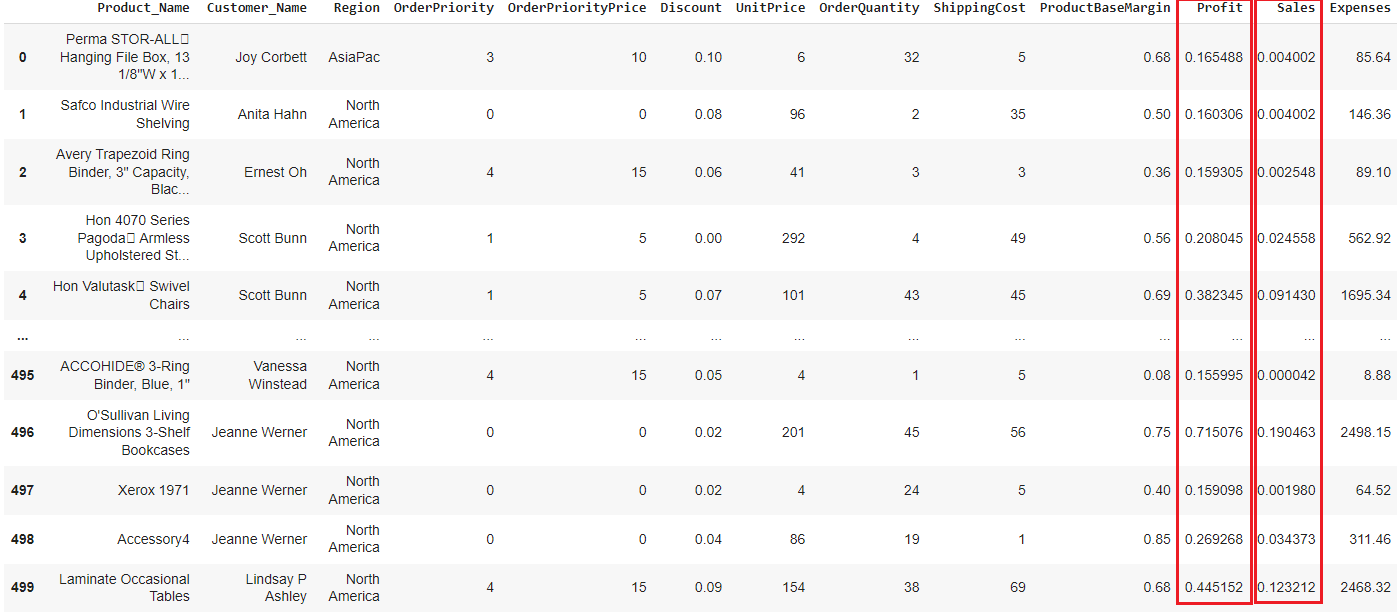 Product_Name Customer_Name Region OrderPriority OrderPriorityPrice Discount UnitPrice OrderQuantity ShippingCost ProductBaseMargin Profit Sales Expenses
0 Perma STOR-ALL▯ Hanging File Box, 13 1/8"W x 1... Joy Corbett AsiaPac 3 10 0.10 6 32 5 0.68 0.165488 0.004002 85.64
1 Safco Industrial Wire Shelving Anita Hahn North America 0 0 0.08 96 2 35 0.50 0.160306 0.004002 146.36
2 Avery Trapezoid Ring Binder, 3" Capacity, Blac... Ernest Oh North America 4 15 0.06 41 3 3 0.36 0.159305 0.002548 89.10
3 Hon 4070 Series Pagoda▯ Armless Upholstered St... Scott Bunn North America 1 5 0.00 292 4 49 0.56 0.208045 0.024558 562.92
4 Hon Valutask▯ Swivel Chairs Scott Bunn North America 1 5 0.07 101 43 45 0.69 0.382345 0.091430 1695.34
... ... ... ... ... ... ... ... ... ... ... ... ... ...
495 ACCOHIDE® 3-Ring Binder, Blue, 1" Vanessa Winstead North America 4 15 0.05 4 1 5 0.08 0.155995 0.000042 8.88
496 O'Sullivan Living Dimensions 3-Shelf Bookcases Jeanne Werner North America 0 0 0.02 201 45 56 0.75 0.715076 0.190463 2498.15
497 Xerox 1971 Jeanne Werner North America 0 0 0.02 4 24 5 0.40 0.159098 0.001980 64.52
498 Accessory4 Jeanne Werner North America 0 0 0.04 86 19 1 0.85 0.269268 0.034373 311.46
499 Laminate Occasional Tables Lindsay P Ashley North America 4 15 0.09 154 38 69 0.68 0.445152 0.123212 2468.32